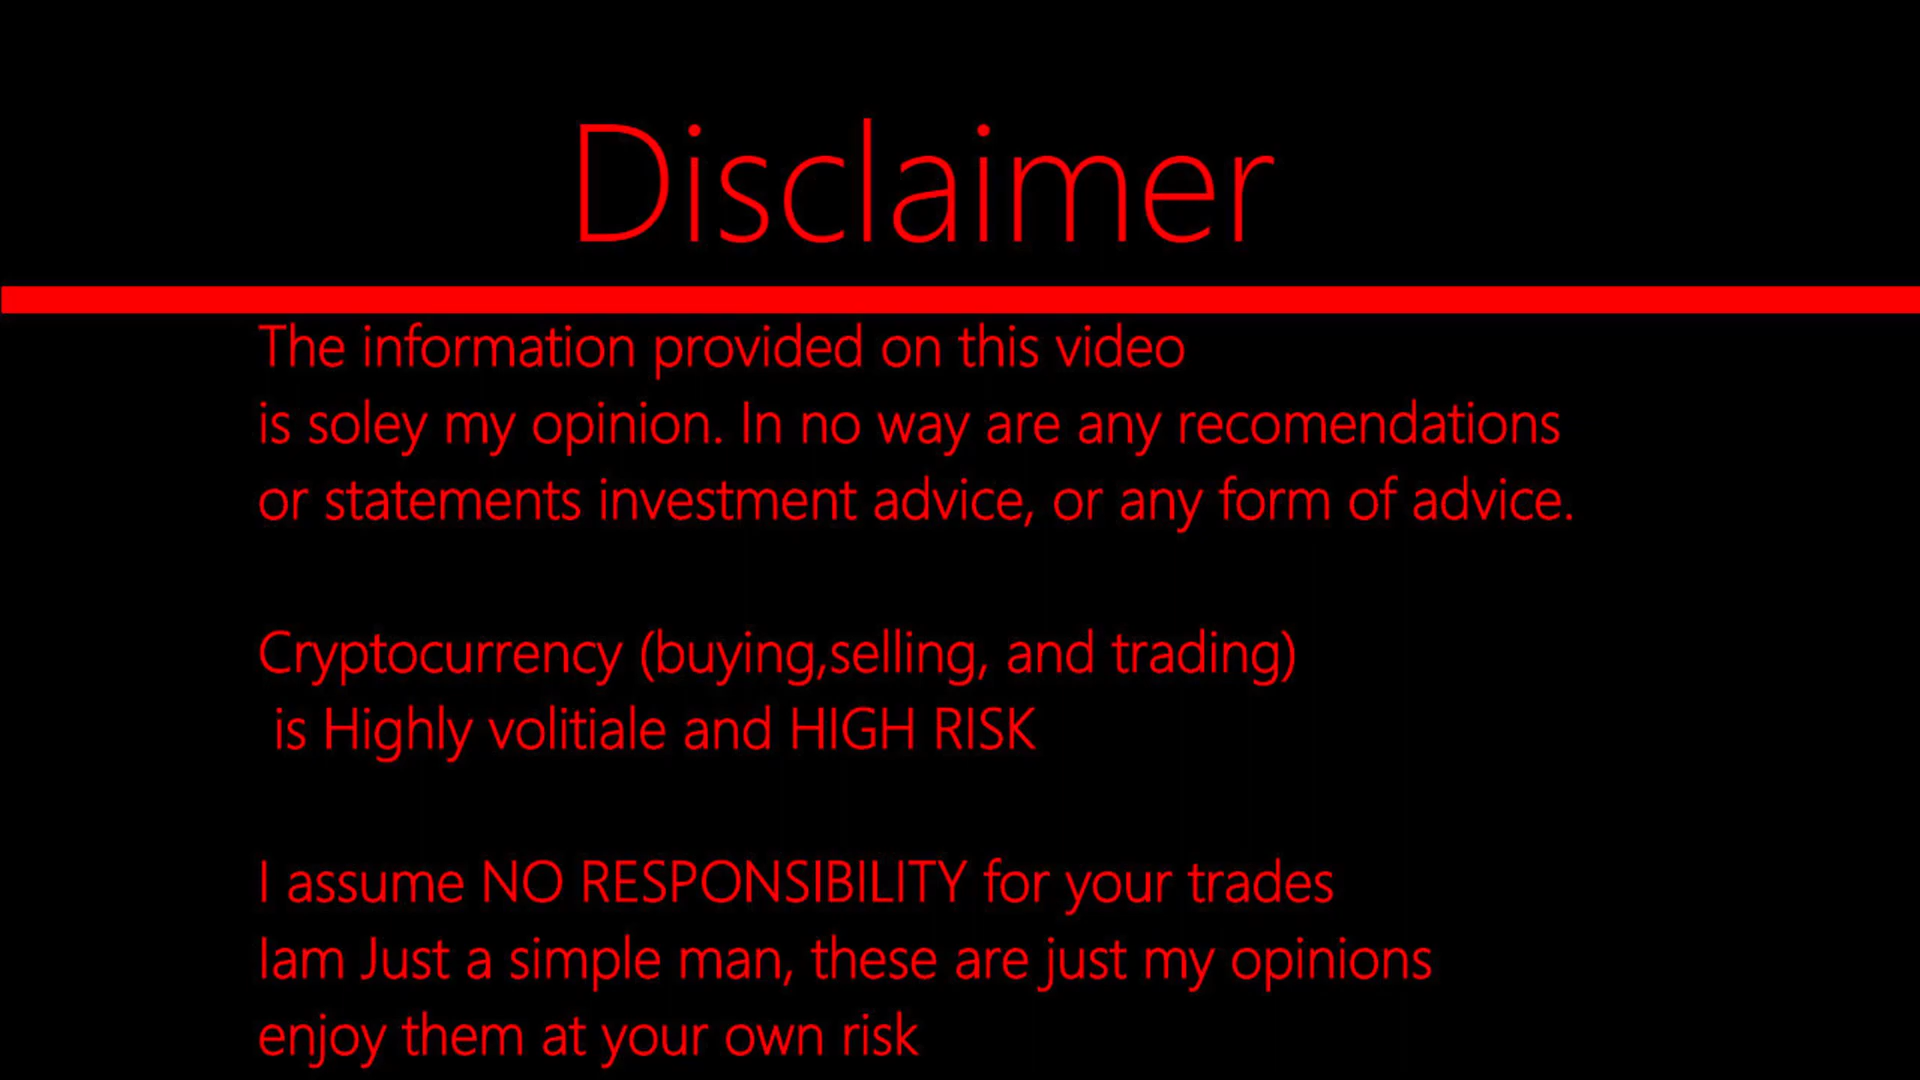 Disclaimer
The information provided on this video
is soley my opinion. In no way are any recomendations
or statements investment advice, or any form of advice.
Cryptocurrency (buying,selling, and trading)
is Highly volitiale and HIGH RISK
I assume NO RESPONSIBILITY for your trades
Iam Just a simple man, these are just my opinions
enjoy them at your own risk